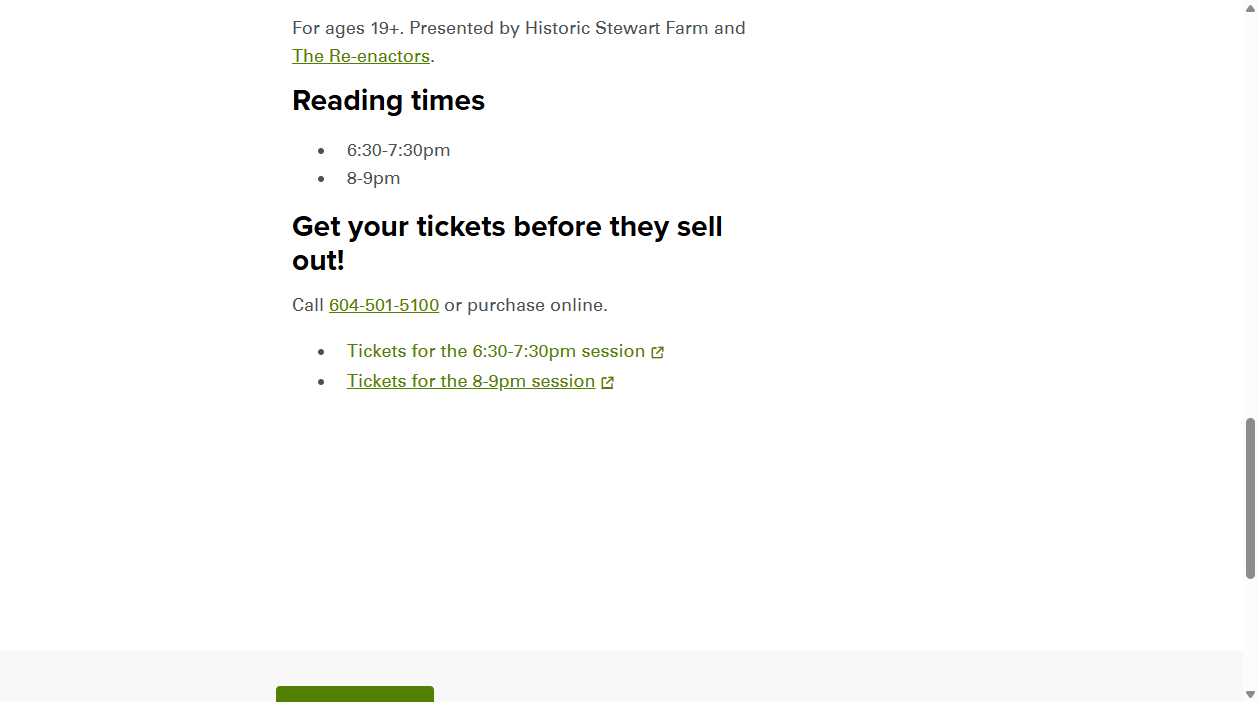 For ages 19+. Presented by Historic Stewart Farm and
The Re-enactors.
Reading times
6:30-7:30pm
8-9pm
Get your tickets before they sell
out!
Call 604-501-5100 or purchase online.
Tickets for the 6:30-7:30pm session
Tickets for the 8-9pm session